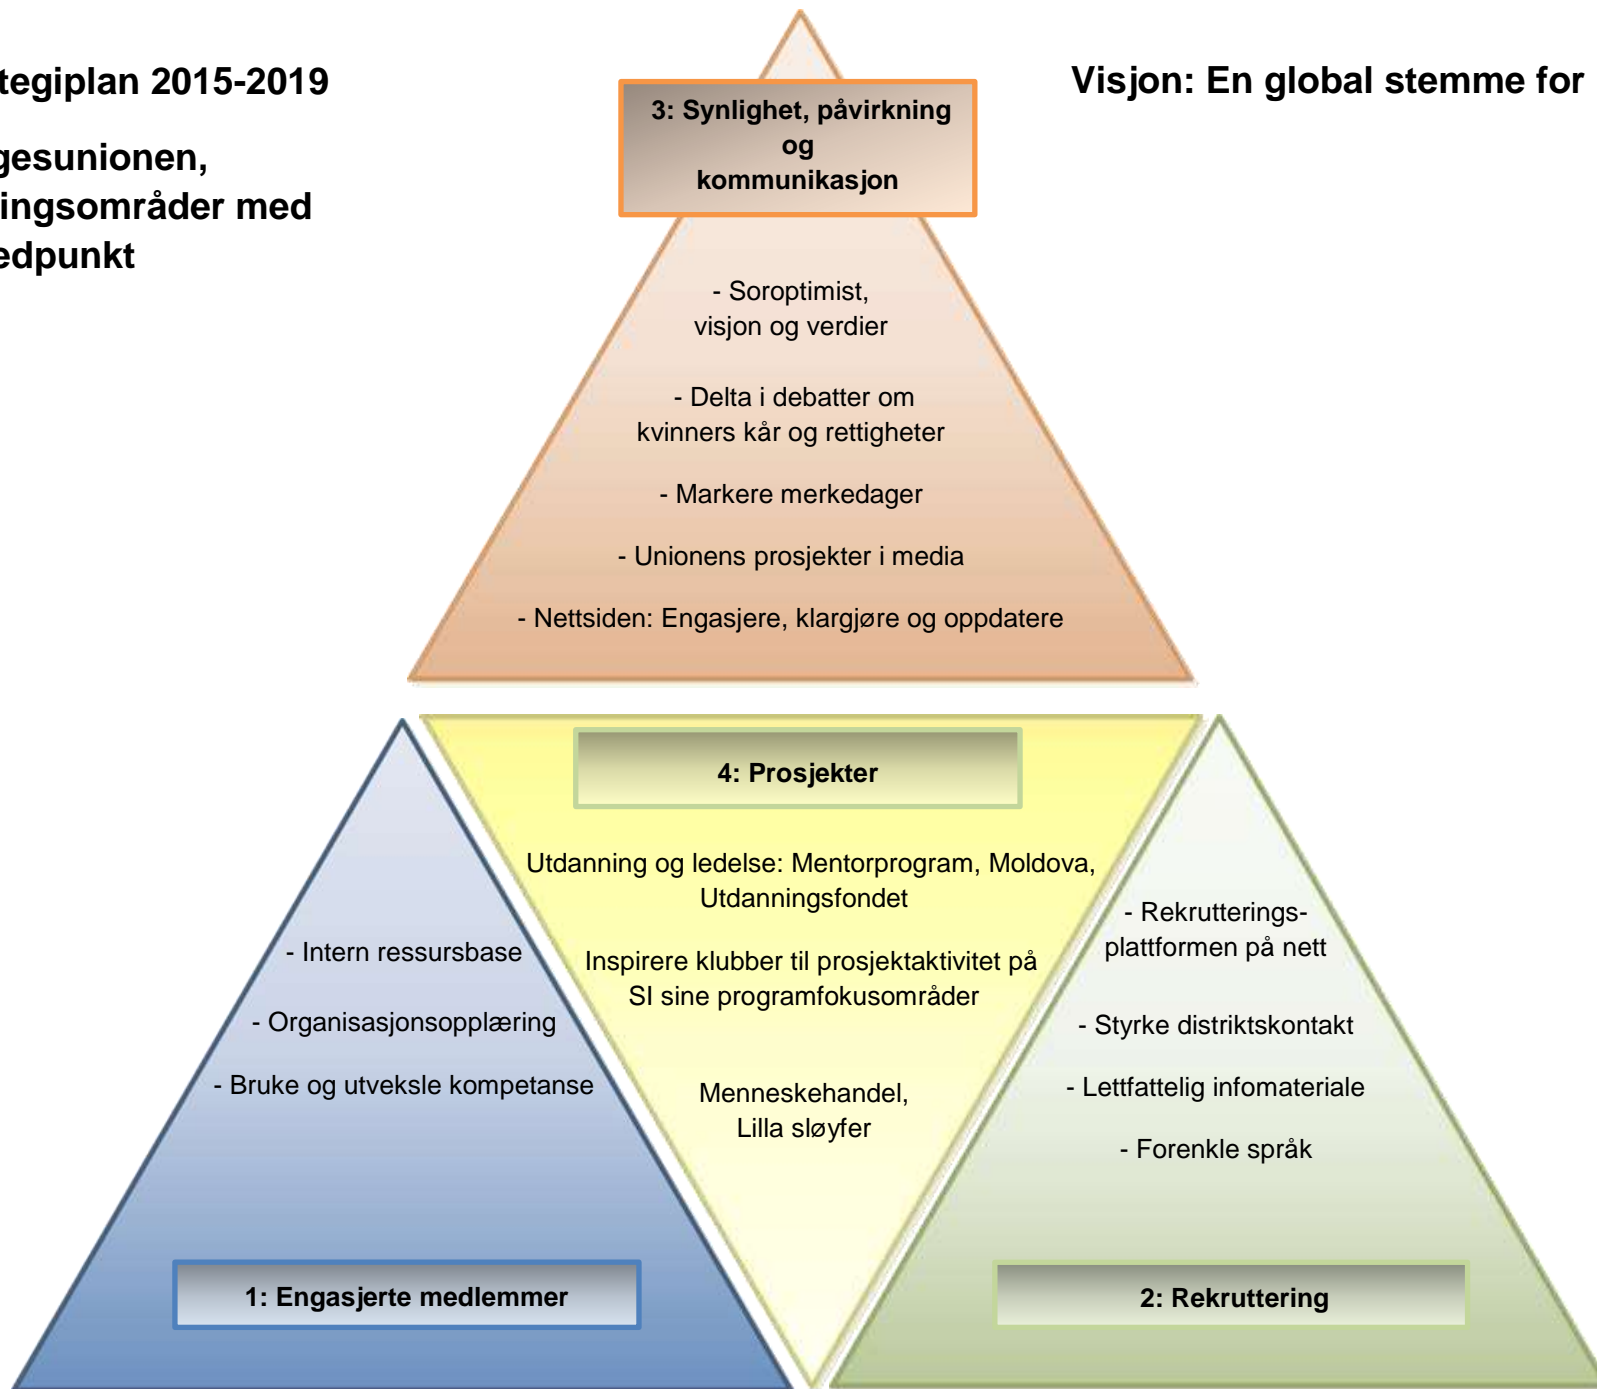 tegiplan 2015-2019
gesunionen,
ingsområder med
edpunkt
Visjon: En global stemme for
3: Synlighet, påvirkning
og
kommunikasjon
- Soroptimist,
visjon og verdier
- Delta i debatter om
kvinners kår og rettigheter
- Markere merkedager
- Unionens prosjekter i media
- Nettsiden: Engasjere, klargjøre og oppdatere
4: Prosjekter
Utdanning og ledelse: Mentorprogram, Moldova,
Utdanningsfondet
Inspirere klubber til prosjektaktivitet på
SI sine programfokusområder
Menneskehandel,
Lilla sløyfer
- Intern ressursbase
- Organisasjonsopplæring
- Bruke og utveksle kompetanse
1: Engasjerte medlemmer
- Rekrutterings-
plattformen på nett
- Styrke distriktskontakt
- Lettfattelig infomateriale
- Forenkle språk
2: Rekruttering